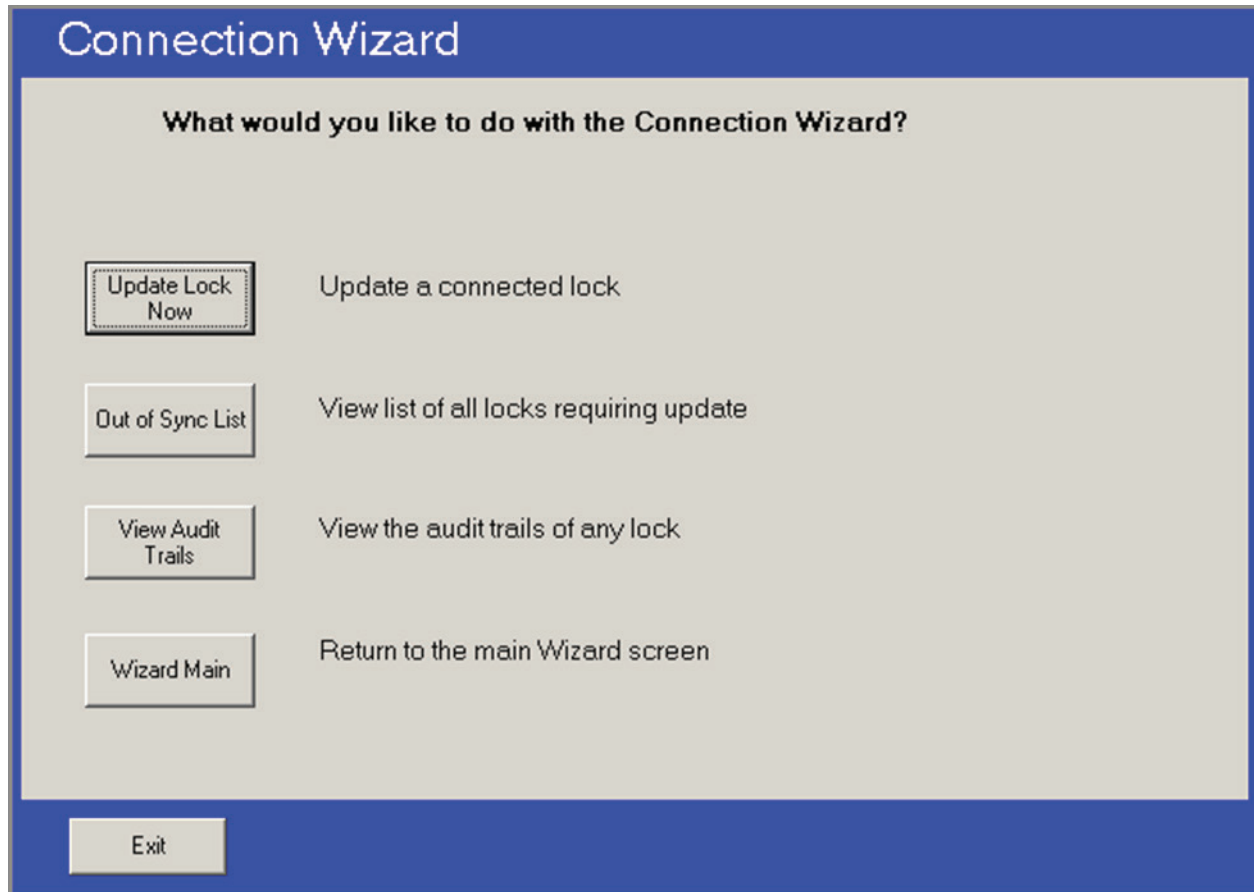 Connection Wizard
What would you like to do with the Connection Wizard?
Update Lock
Now
Update a connected lock
Out of Sync List
View list of all locks requiring update
View Audit
Trails
View the audit trails of any lock
Wizard Main
Return to the main Wizard screen
Exit